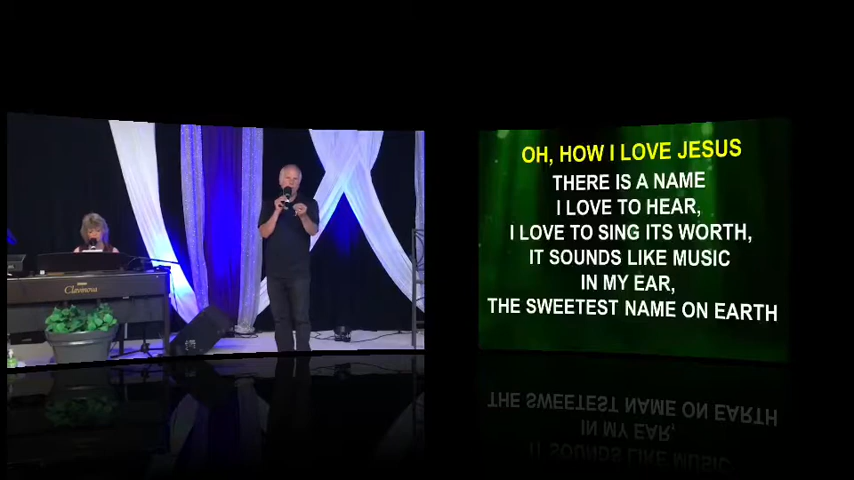 Clavinova
OH, HOW I LOVE JESUS
THERE IS A NAME
I LOVE TO HEAR,
I LOVE TO SING ITS WORTH,
IT SOUNDS LIKE MUSIC
IN MY EAR,
THE SWEETEST NAME ON EARTH